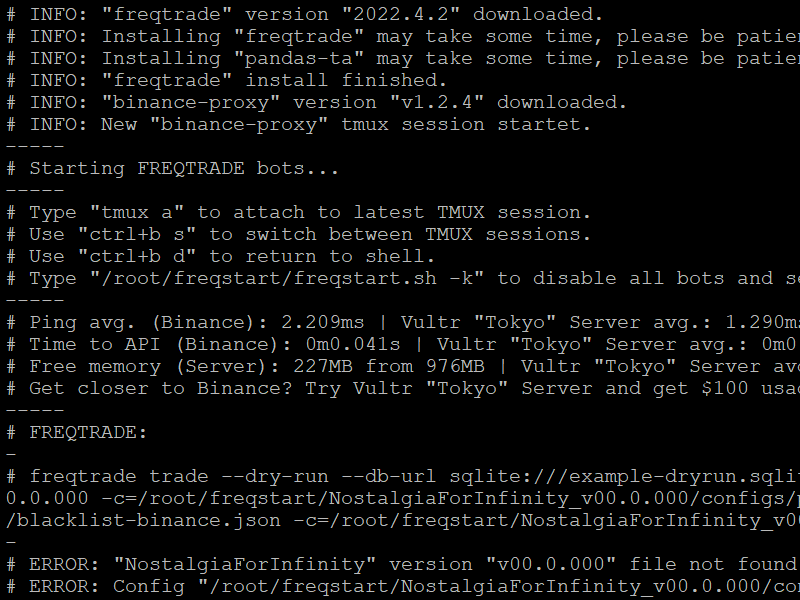 # INFO: "freqtrade" version "2022.4.2" downloaded.
# INFO: Installing "freqtrade" may take some time, please be patie
# INFO: Installing "pandas-ta" may take some time, please be patie
# INFO: "freqtrade" install finished.
# INFO: "binance-proxy" version "v1.2.4" downloaded.
# INFO: New "binance-proxy" tmux session startet.
-----
# Starting FREQTRADE bots...
-----
# Type "tmux a" to attach to latest TMUX session.
# Use "ctrl+b s" to switch between TMUX sessions.
# Use "ctrl+b d" to return to shell.
# Type "/root/freqstart/freqstart.sh -k" to disable all bots and se
-----
# Ping avg. (Binance): 2.209ms | Vultr "Tokyo" Server avg.: 1.290ms
# Time to API (Binance): 0m0.041s | Vultr "Tokyo" Server avg.: 0m0
# Free memory (Server): 227MB from 976MB | Vultr "Tokyo" Server avg
# Get closer to Binance? Try Vultr "Tokyo" Server and get $100 usag
-----
# FREQTRADE:
-
# freqtrade trade --dry-run --db-url sqlite:///example-dryrun.sqlit
0.0.000 -c=/root/freqstart/NostalgiaForInfinity_v00.0.000/configs/p
/blacklist-binance.json -c=/root/freqstart/NostalgiaForInfinity_v00
-
# ERROR: "NostalgiaForInfinity" version "v00.0.000" file not found
# ERROR: Config "/root/freqstart/NostalgiaForInfinity_v00.0.000/con